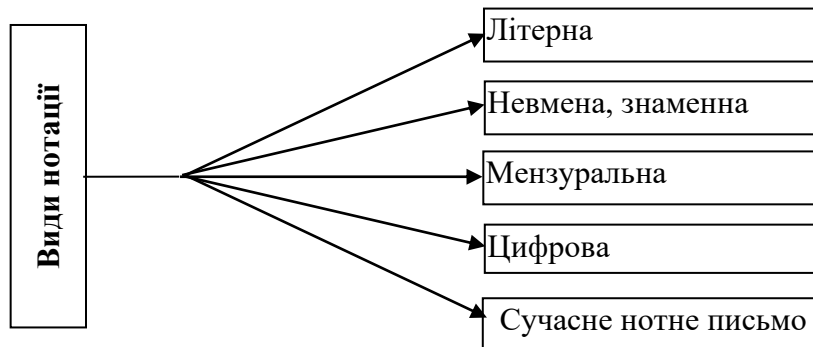 Види нотації
Літерна
Невмена, знаменна
Мензуральна
Цифрова
Сучасне нотне письмо